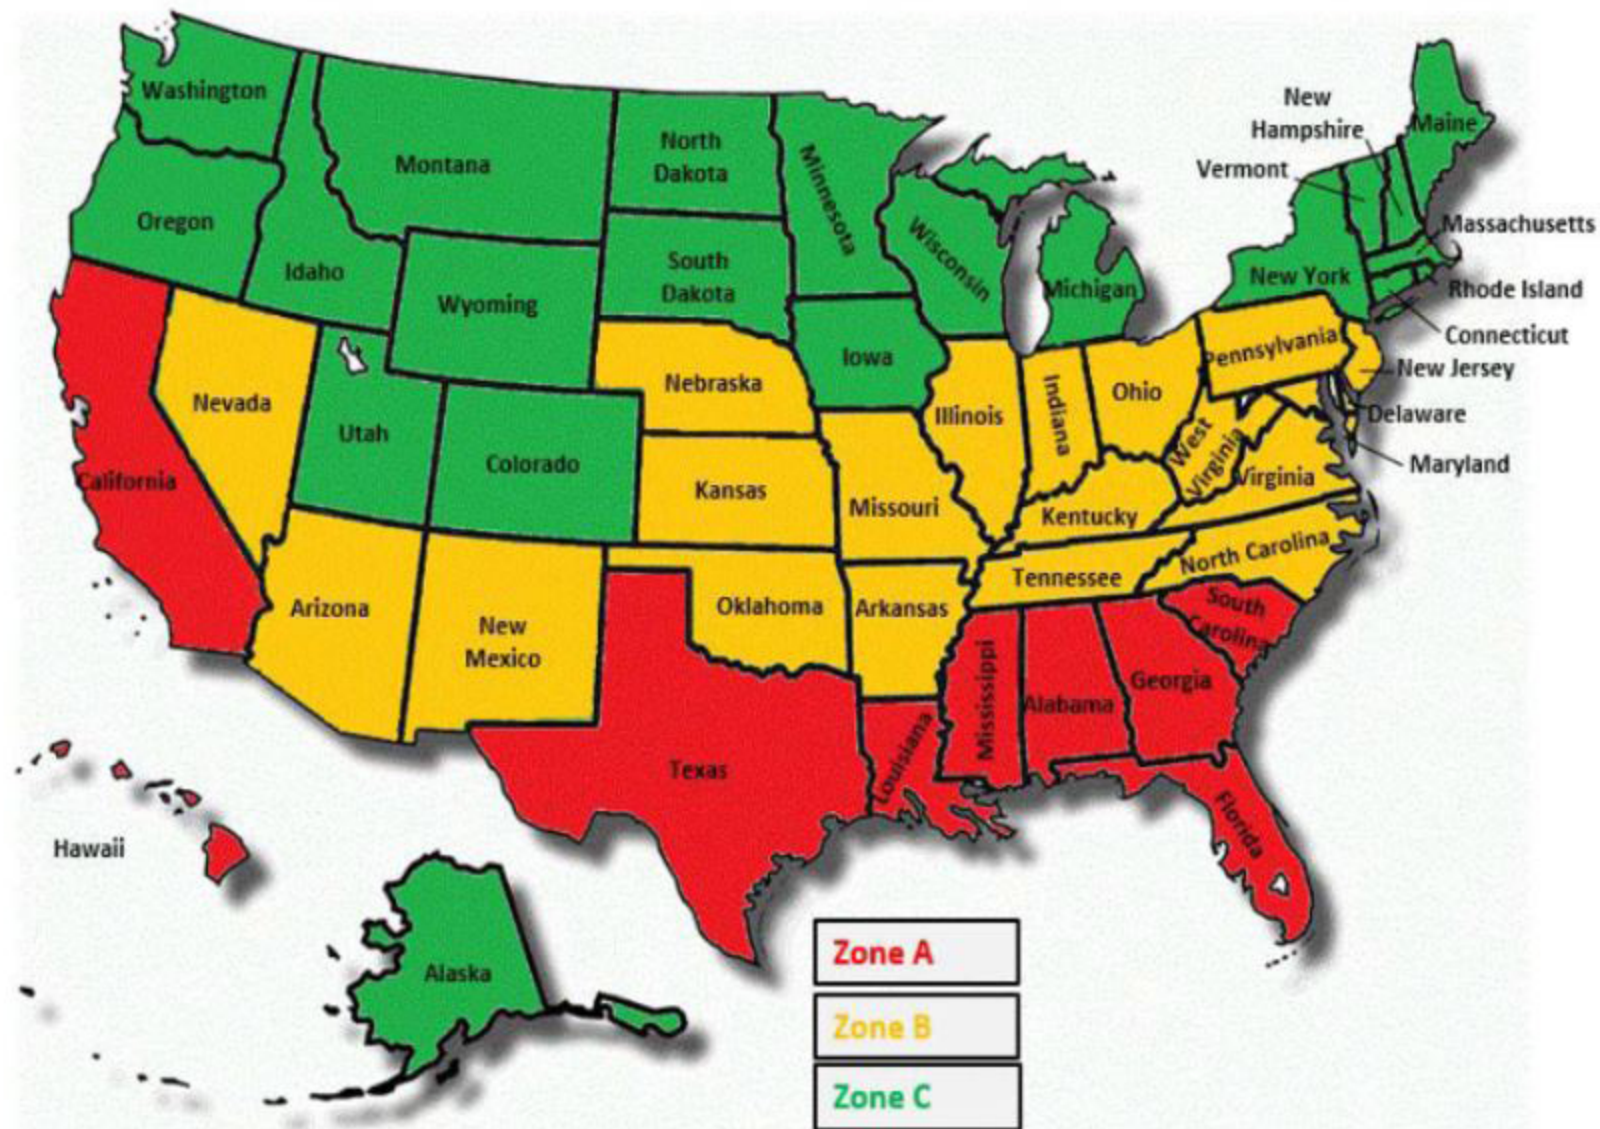 Washington
Montana
North
Dakota
Minnesota
Oregon
Idaho
Wyoming
South
Dakota
Wisconsin
Michigan
New
Hampshire
Vermont
Maine
Massachusetts
New York
Rhode Island
Connecticut
New Jersey
Pennsylvania
Delaware
Maryland
Nevada
Utah
Colorado
Nebraska
Iowa
Illinois
Indiana
Ohio
West
Virginia
Virginia
California
Kansas
Missouri
Kentucky
North Carolina
Tennessee
Arizona
New
Mexico
Oklahoma
Arkansas
South
Carolina
Texas
Louisiana
Mississippi
Alabama
Georgia
Florida
Hawaii
Alaska
Zone A
Zone B
Zone C